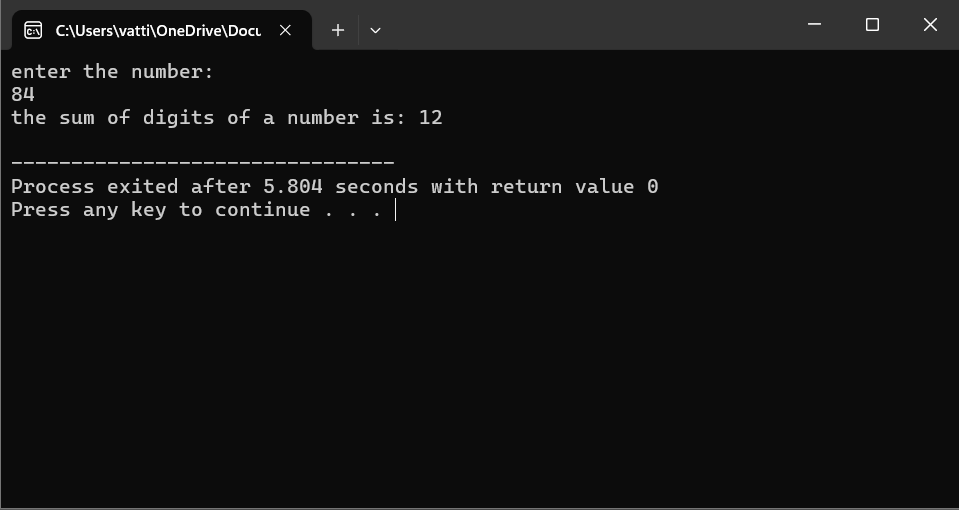 C:\Users\vatti\OneDrive\Docu
enter the number:
84
the sum of digits of a number is: 12
--------------------------------
Process exited after 5.804 seconds with return value 0
Press any key to continue . . .